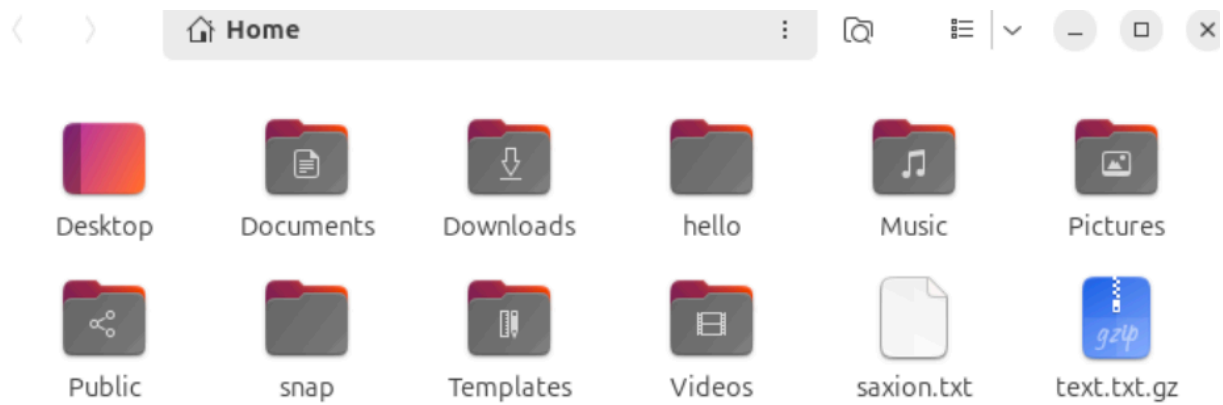 Home
Desktop Documents Downloads hello Music Pictures
gzip
Public snap Templates Videos saxion.txt text.txt.gz